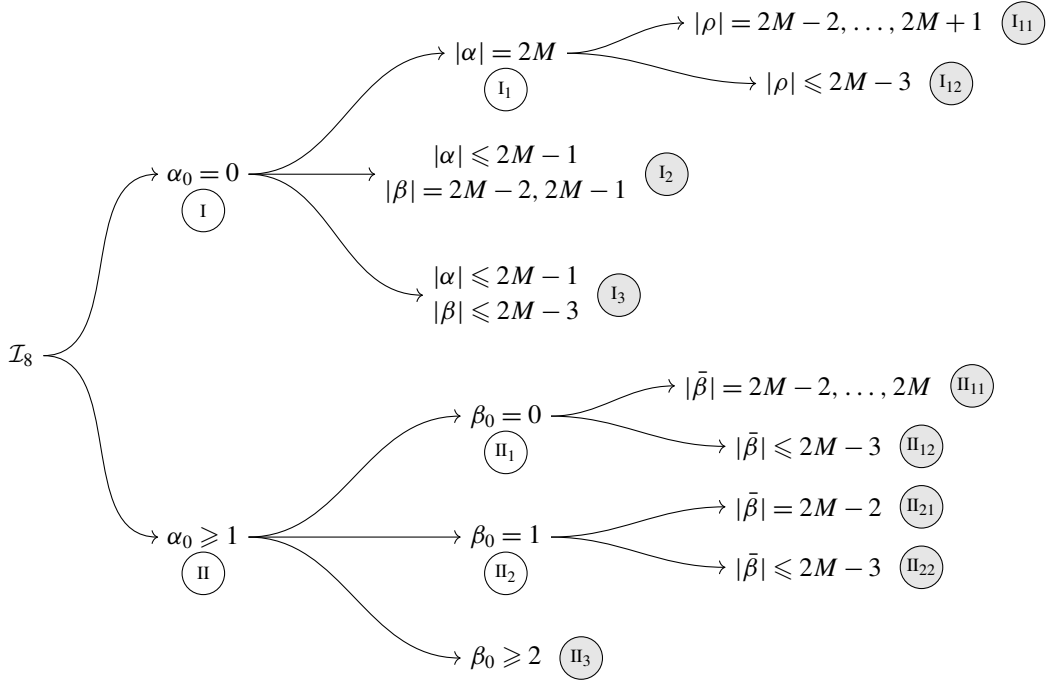 |ρ| = 2M − 2, . . . , 2M + 1 I₁₁
|α| = 2M
I₁
|ρ| ⩽ 2M − 3 I₁₂
|α| ⩽ 2M − 1
|β| = 2M − 2, 2M − 1 I₂
α₀ = 0
I
|α| ⩽ 2M − 1
|β| ⩽ 2M − 3 I₃
ℐ₈
|β̄| = 2M − 2, . . . , 2M II₁₁
β₀ = 0
II₁
|β̄| ⩽ 2M − 3 II₁₂
|β̄| = 2M − 2 II₂₁
α₀ ⩾ 1
II
β₀ = 1
II₂
|β̄| ⩽ 2M − 3 II₂₂
β₀ ⩾ 2 II₃